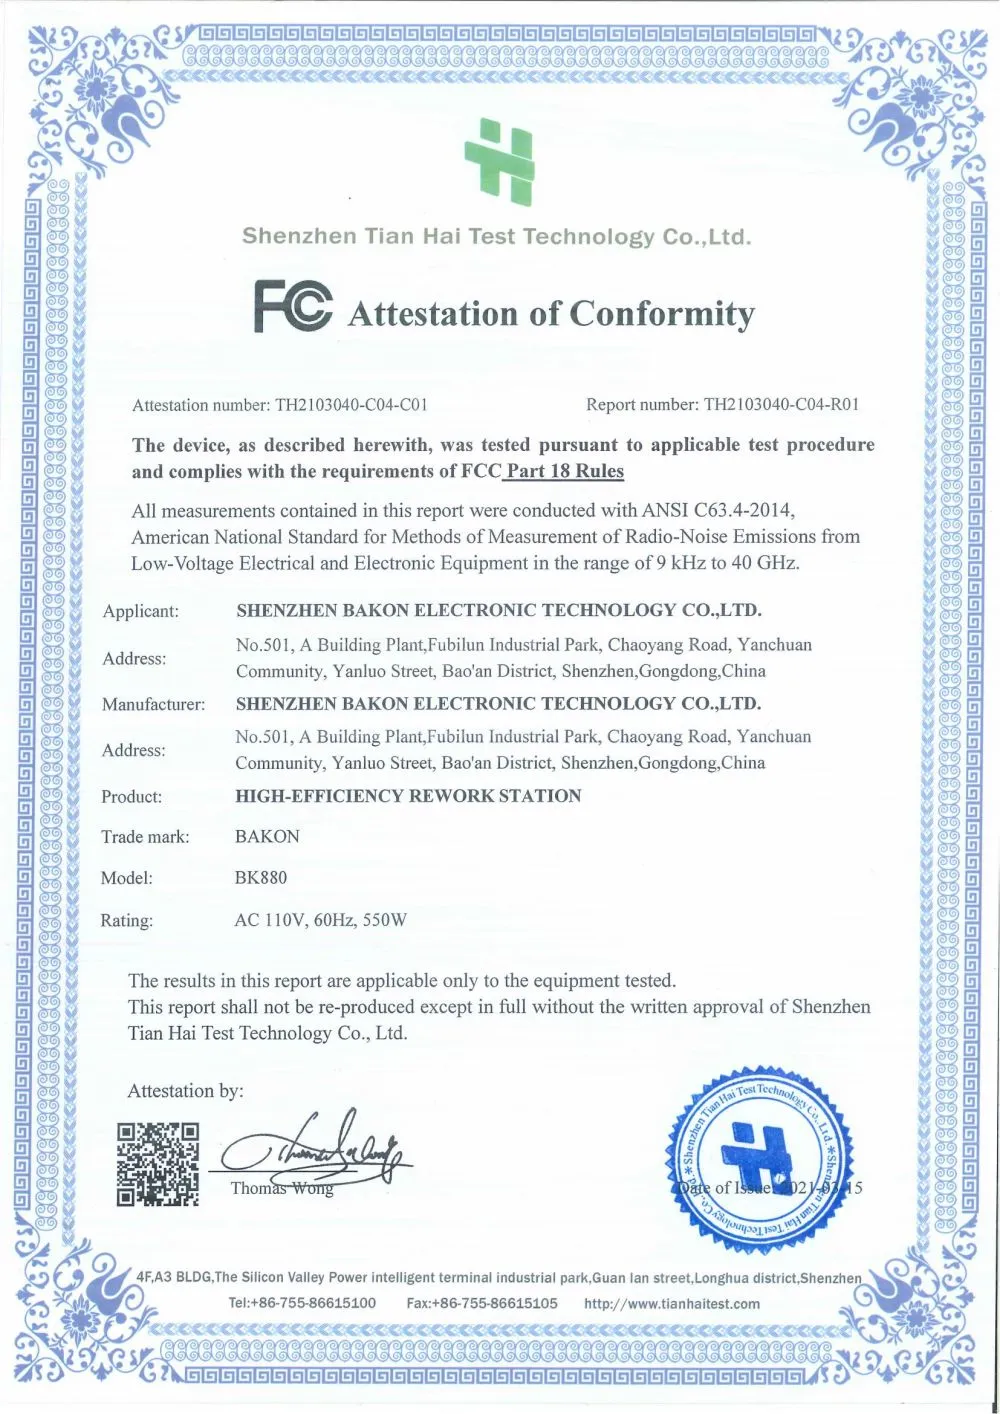 Shenzhen Tian Hai Test Technology Co.,Ltd.
FCC Attestation of Conformity
Attestation number: TH2103040-C04-C01 Report number: TH2103040-C04-R01
The device, as described herewith, was tested pursuant to applicable test procedure
and complies with the requirements of FCC Part 18 Rules
All measurements contained in this report were conducted with ANSI C63.4-2014,
American National Standard for Methods of Measurement of Radio-Noise Emissions from
Low-Voltage Electrical and Electronic Equipment in the range of 9 kHz to 40 GHz.
Applicant: SHENZHEN BAKON ELECTRONIC TECHNOLOGY CO.,LTD.
Address: No.501, A Building Plant,Fubilun Industrial Park, Chaoyang Road, Yanchuan
Community, Yanluo Street, Bao'an District, Shenzhen,Gongdong,China
Manufacturer: SHENZHEN BAKON ELECTRONIC TECHNOLOGY CO.,LTD.
Address: No.501, A Building Plant,Fubilun Industrial Park, Chaoyang Road, Yanchuan
Community, Yanluo Street, Bao'an District, Shenzhen,Gongdong,China
Product: HIGH-EFFICIENCY REWORK STATION
Trade mark: BAKON
Model: BK880
Rating: AC 110V, 60Hz, 550W
The results in this report are applicable only to the equipment tested.
This report shall not be re-produced except in full without the written approval of Shenzhen
Tian Hai Test Technology Co., Ltd.
Attestation by:
Thomas Wong
Shenzhen Tian Hai Test Technology Co., Ltd.
Shenzhen Tian Hai Test Technology Co., Ltd.
Date of Issue: 2021-03-15
4F,A3 BLDG,The Silicon Valley Power intelligent terminal industrial park,Guan lan street,Longhua district,Shenzhen
Tel:+86-755-86615100 Fax:+86-755-86615105 http://www.tianhaitest.com